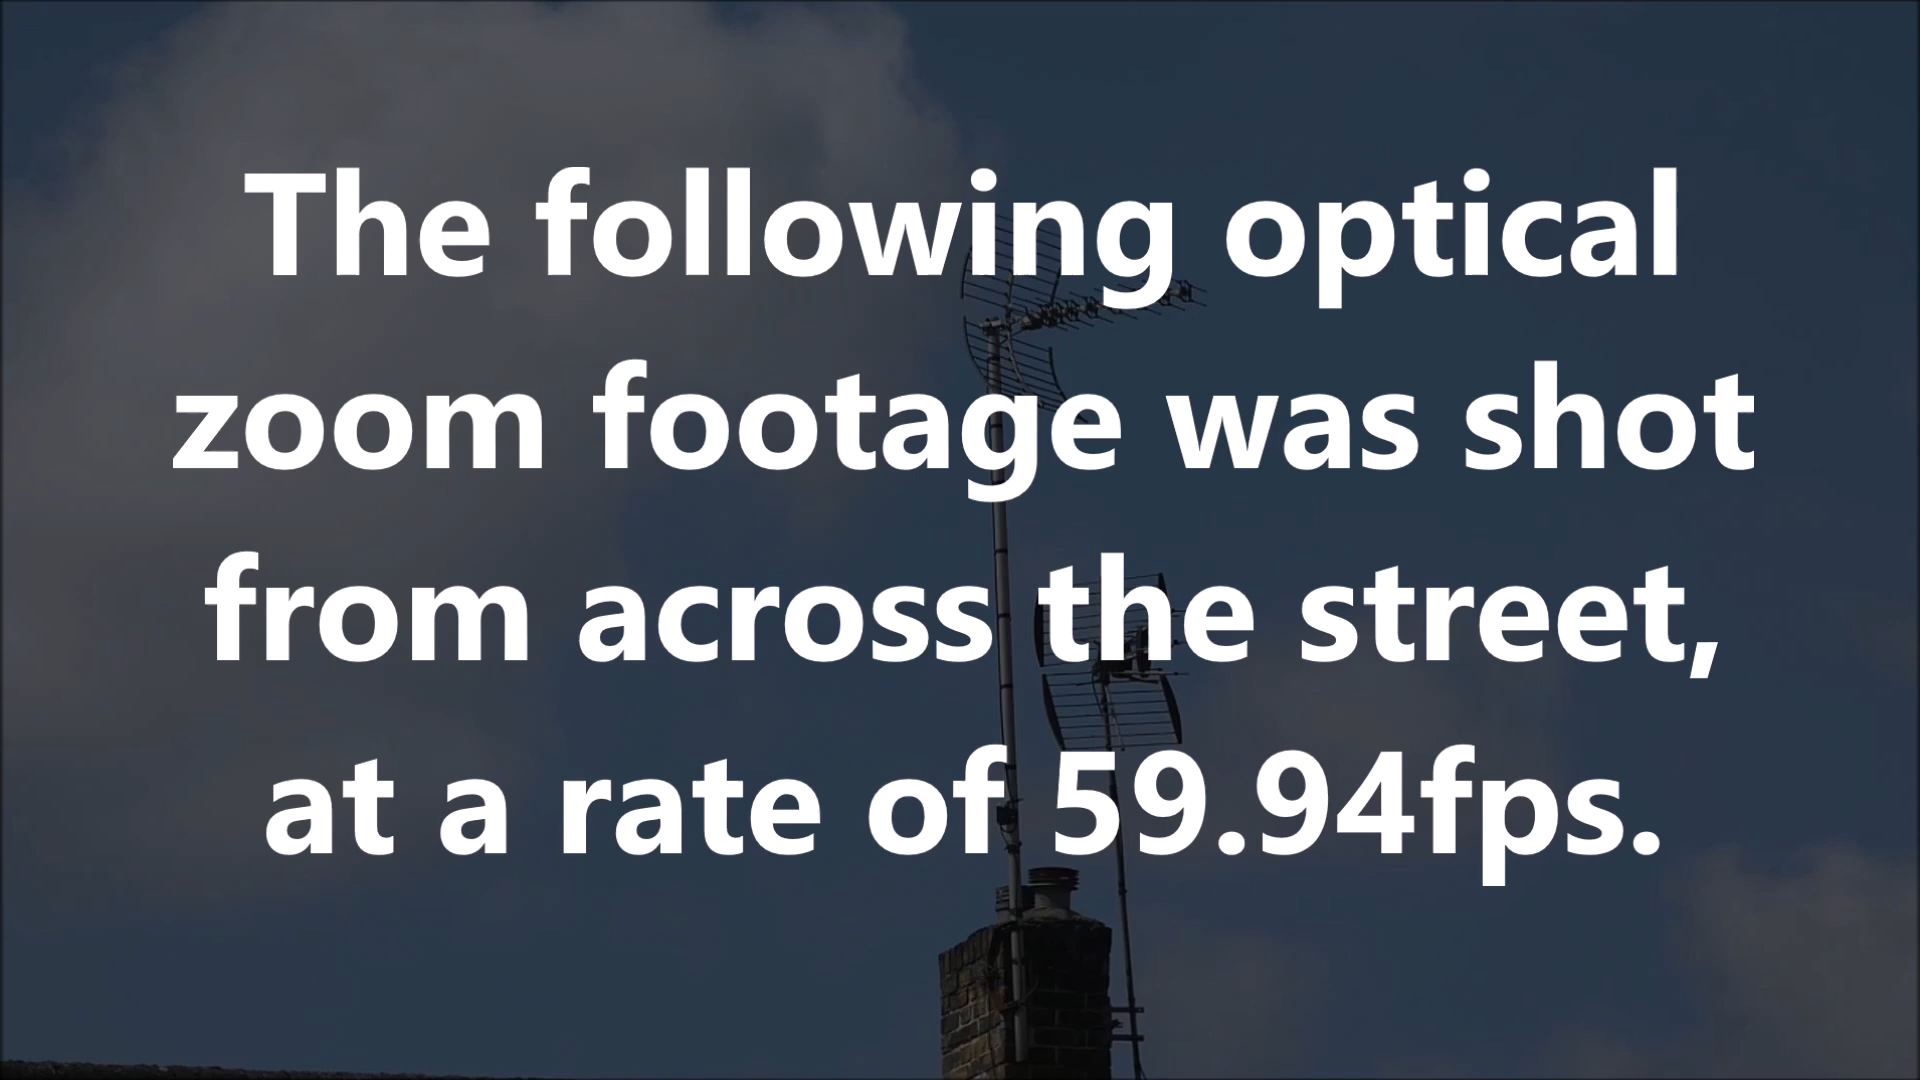 The following optical
zoom footage was shot
from across the street,
at a rate of 59.94fps.